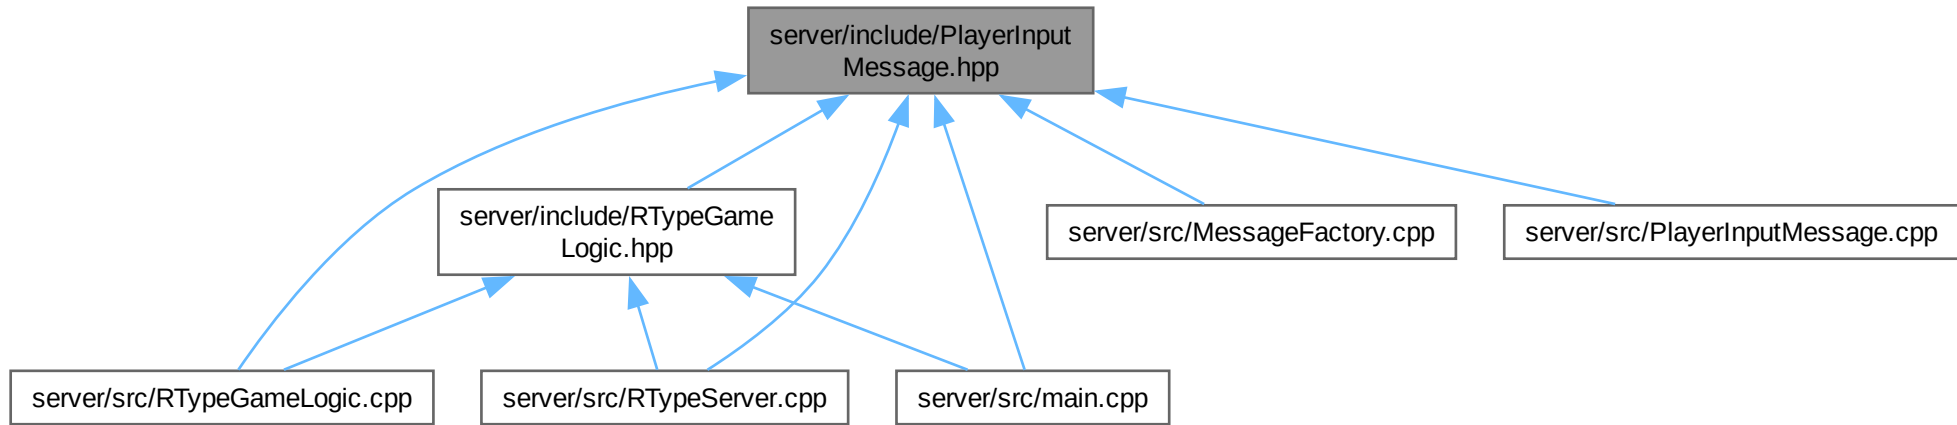 server/include/PlayerInput
Message.hpp
server/include/RTypeGame
Logic.hpp
server/src/MessageFactory.cpp
server/src/PlayerInputMessage.cpp
server/src/RTypeGameLogic.cpp
server/src/RTypeServer.cpp
server/src/main.cpp